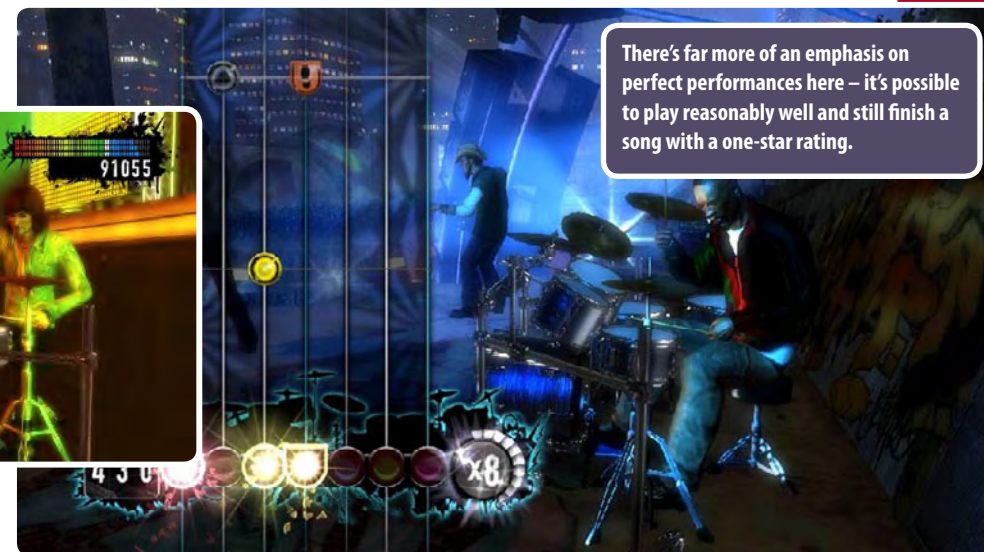 There's far more of an emphasis on
perfect performances here – it's possible
to play reasonably well and still finish a
song with a one-star rating.
91055
430
x8